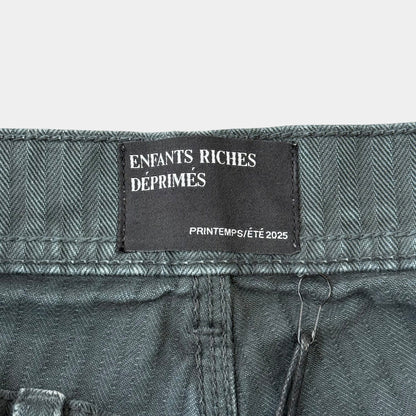 ENFANTS RICHES
DÉPRIMÉS
PRINTEMPS/ÉTÉ 2025